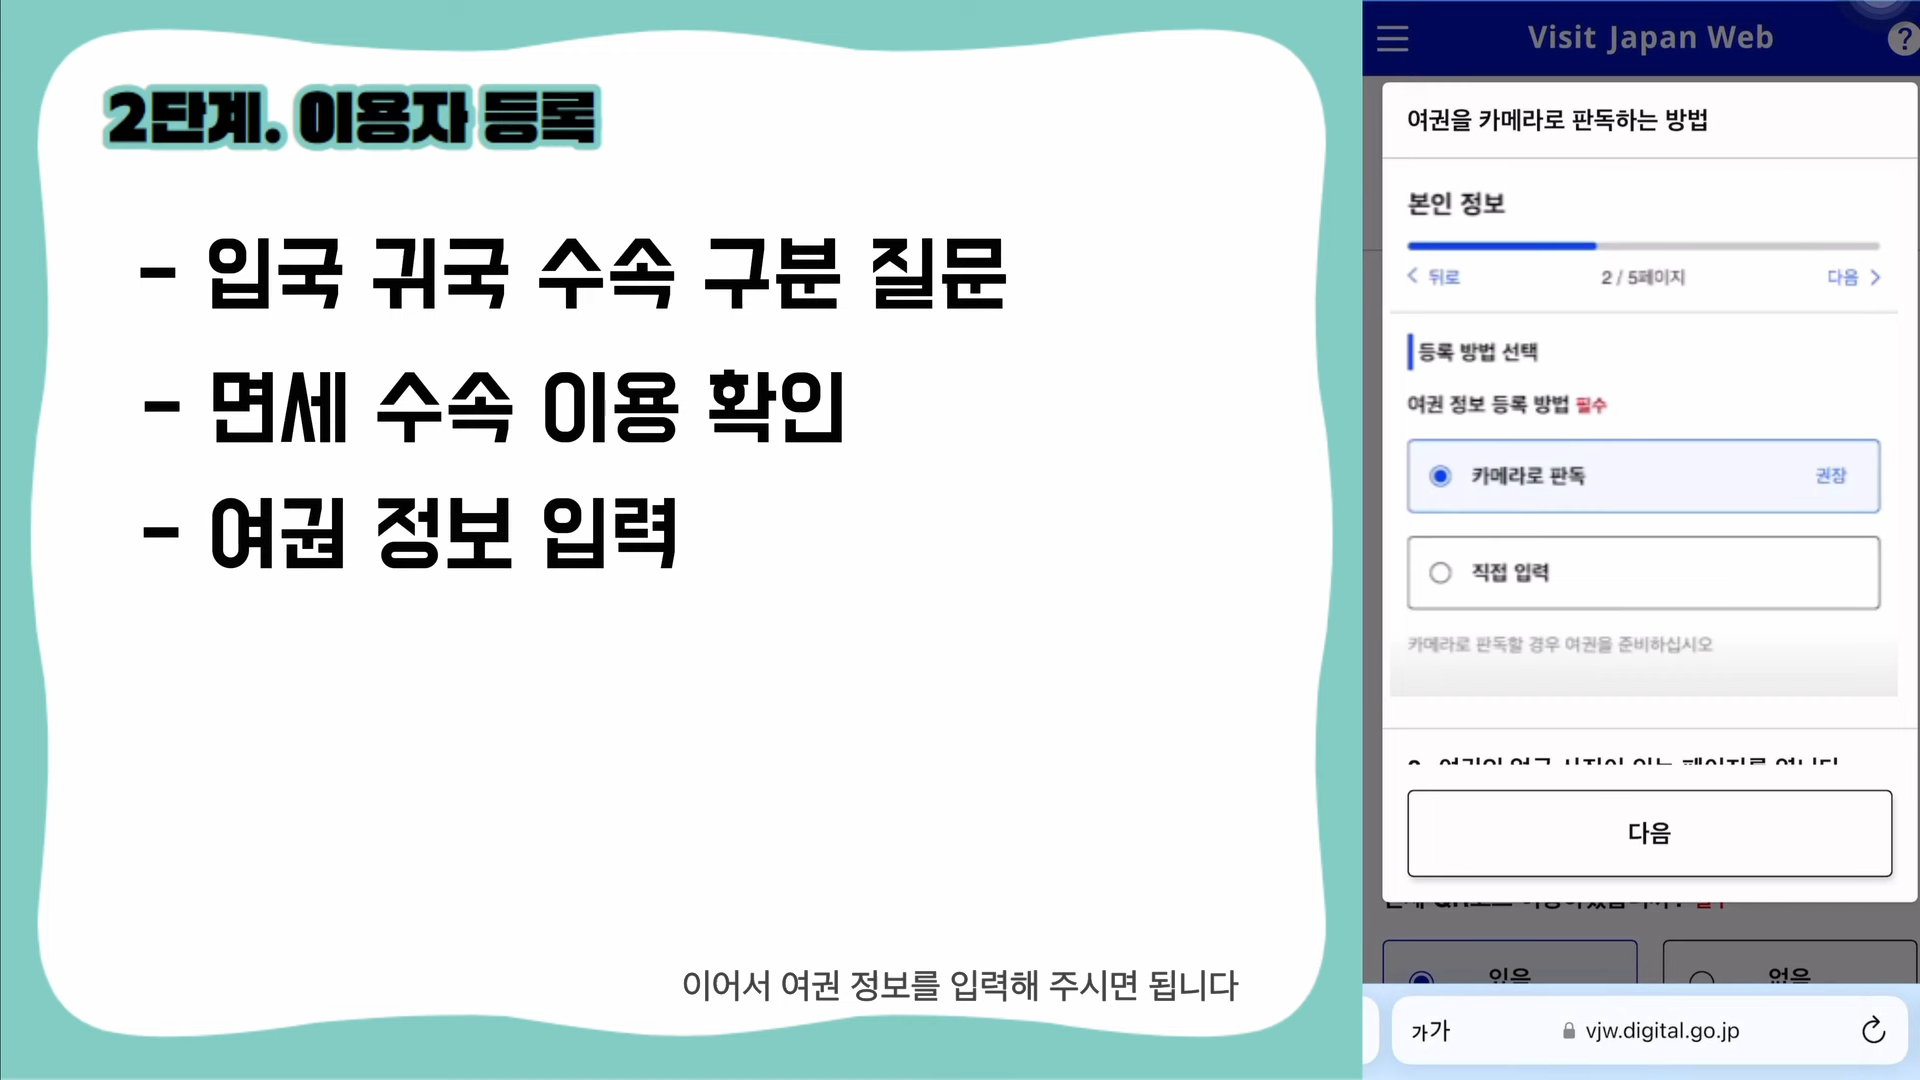 2단계. 이용자 등록
- 입국 귀국 수속 구분 질문
- 면세 수속 이용 확인
- 여권 정보 입력
이어서 여권 정보를 입력해 주시면 됩니다
Visit Japan Web
?
여권을 카메라로 판독하는 방법
본인 정보
< 뒤로
2 / 5페이지
다음 >
등록 방법 선택
여권 정보 등록 방법 필수
카메라로 판독
권장
직접 입력
카메라로 판독할 경우 여권을 준비하십시오
다음
있음
없음
가가
vjw.digital.go.jp